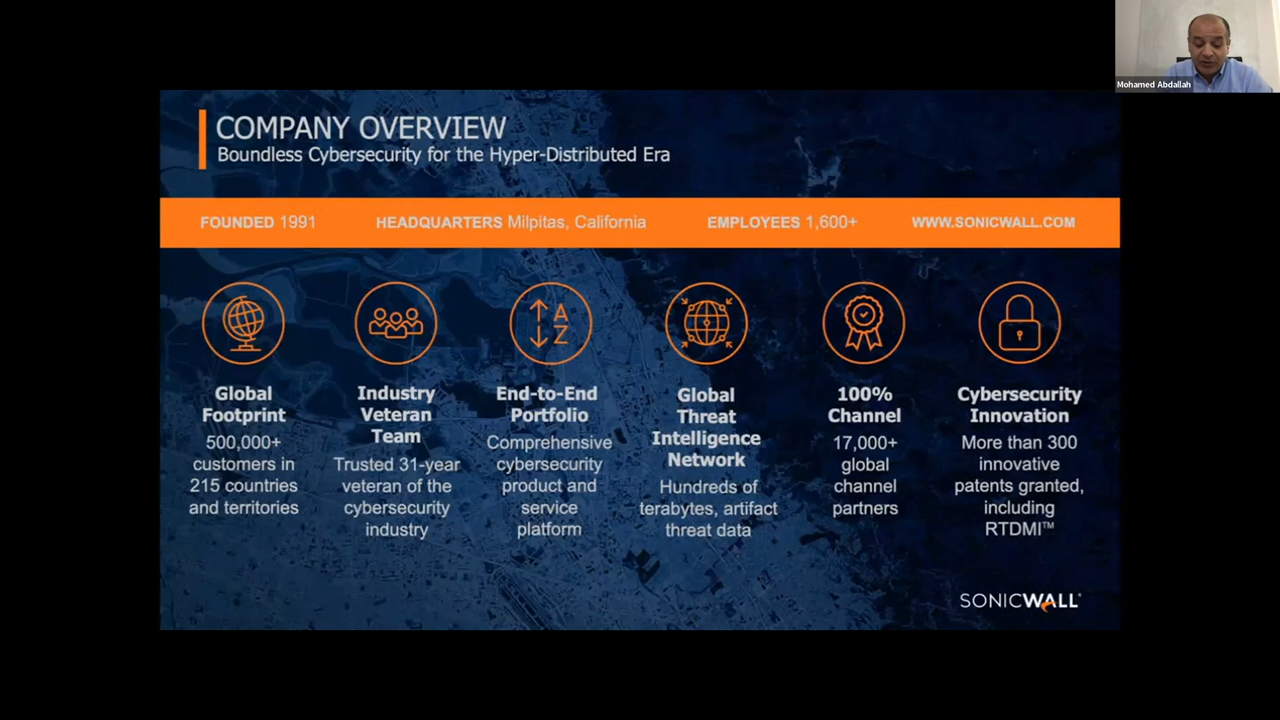 Mohamed Abdallah
COMPANY OVERVIEW
Boundless Cybersecurity for the Hyper-Distributed Era
FOUNDED 1991
HEADQUARTERS Milpitas, California
EMPLOYEES 1,600+
WWW.SONICWALL.COM
A
Z
Global
Footprint
500,000+
customers in
215 countries
and territories
Industry
Veteran
Team
Trusted 31-year
veteran of the
cybersecurity
industry
End-to-End
Portfolio
Comprehensive
cybersecurity
product and
service
platform
Global
Threat
Intelligence
Network
Hundreds of
terabytes, artifact
threat data
100%
Channel
17,000+
global
channel
partners
Cybersecurity
Innovation
More than 300
innovative
patents granted,
including
RTDMI™
SONICWALL®